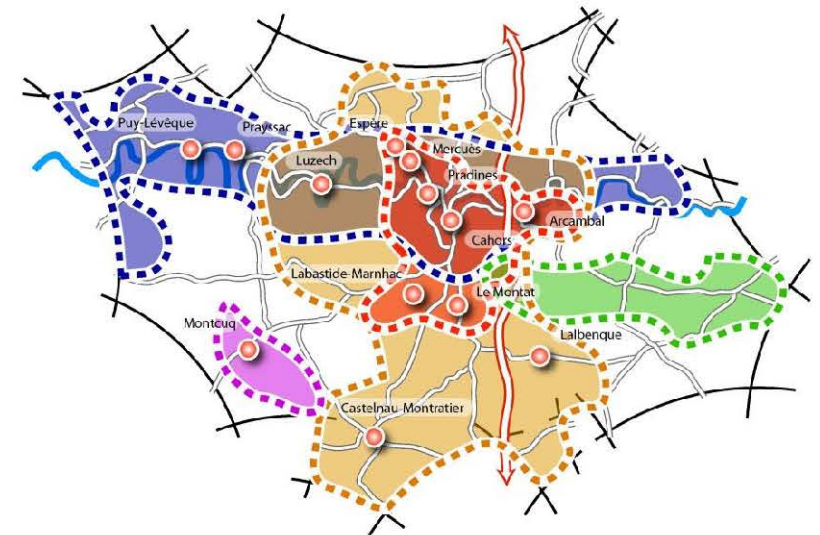 Puy-Lévêque
Prayssac
Espère
Mercuès
Luzech
Pradines
Arcambal
Cahors
Labastide-Marnhac
Le Montat
Montcuq
Lalbenque
Castelnau-Montratier